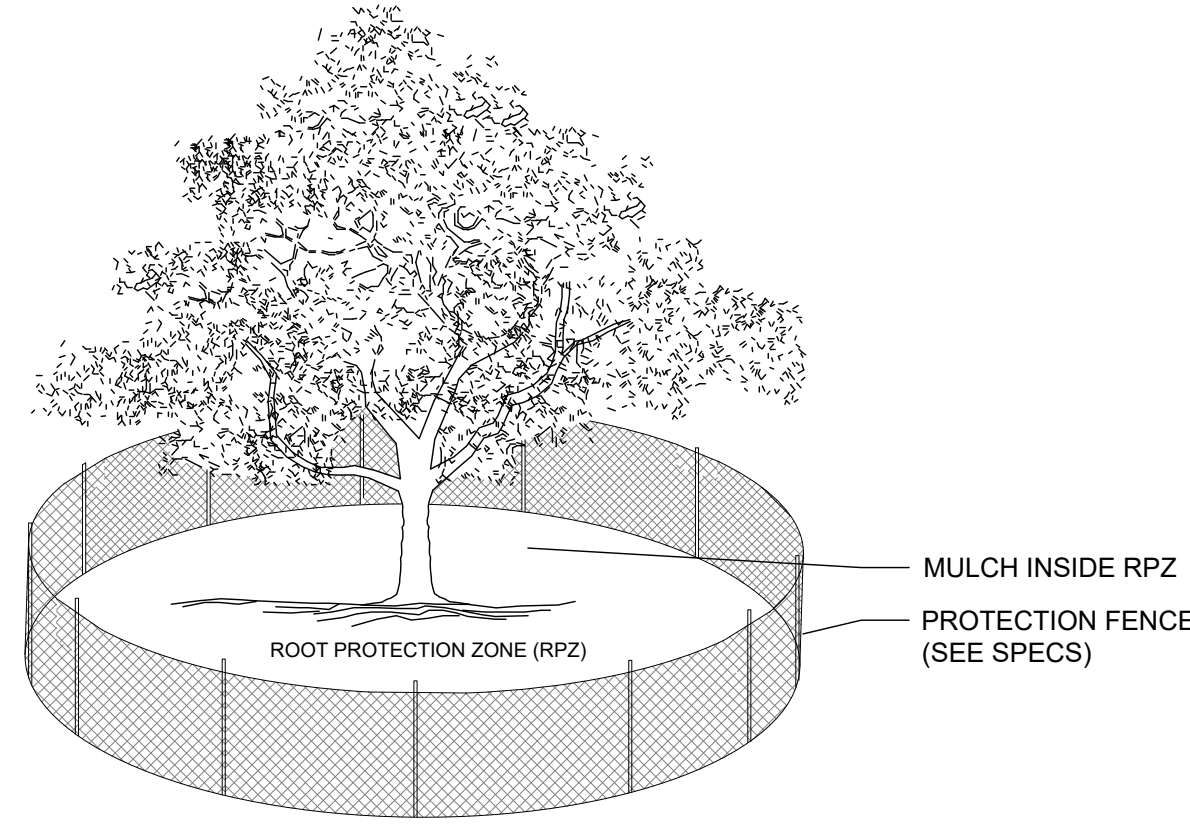 MULCH INSIDE RPZ
PROTECTION FENCE
(SEE SPECS)
ROOT PROTECTION ZONE (RPZ)